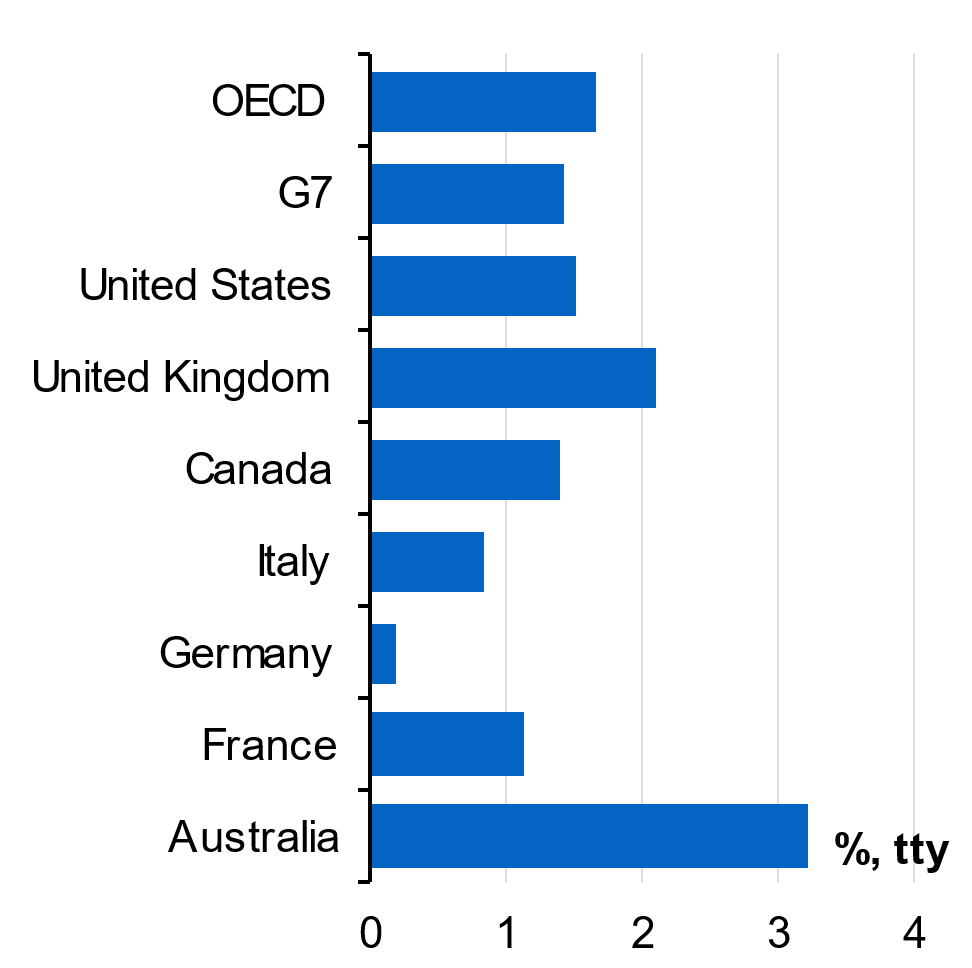 OECD
G7
United States
United Kingdom
Canada
Italy
Germany
France
Australia
%, tty
0 1 2 3 4